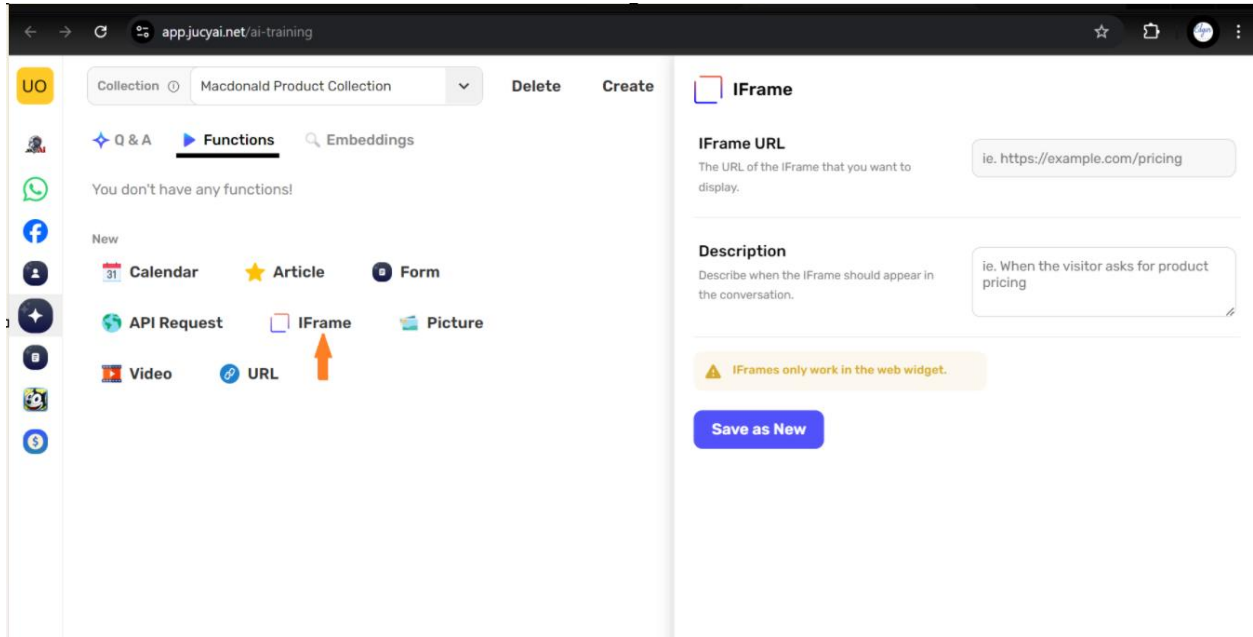 app.jucyai.net/ai-training
UO
Collection Macdonald Product Collection Delete Create
Q & A Functions Embeddings
You don't have any functions!
New
31 Calendar Article Form
API Request IFrame Picture
Video URL
IFrame
IFrame URL
The URL of the IFrame that you want to
display.
ie. https://example.com/pricing
Description
Describe when the IFrame should appear in
the conversation.
ie. When the visitor asks for product
pricing
IFrames only work in the web widget.
Save as New